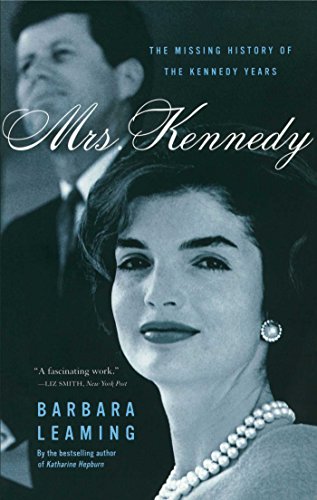 THE MISSING HISTORY OF
THE KENNEDY YEARS
Mrs. Kennedy
“A fascinating work.”
—LIZ SMITH, New York Post
BARBARA
LEAMING
By the bestselling author
of Katharine Hepburn